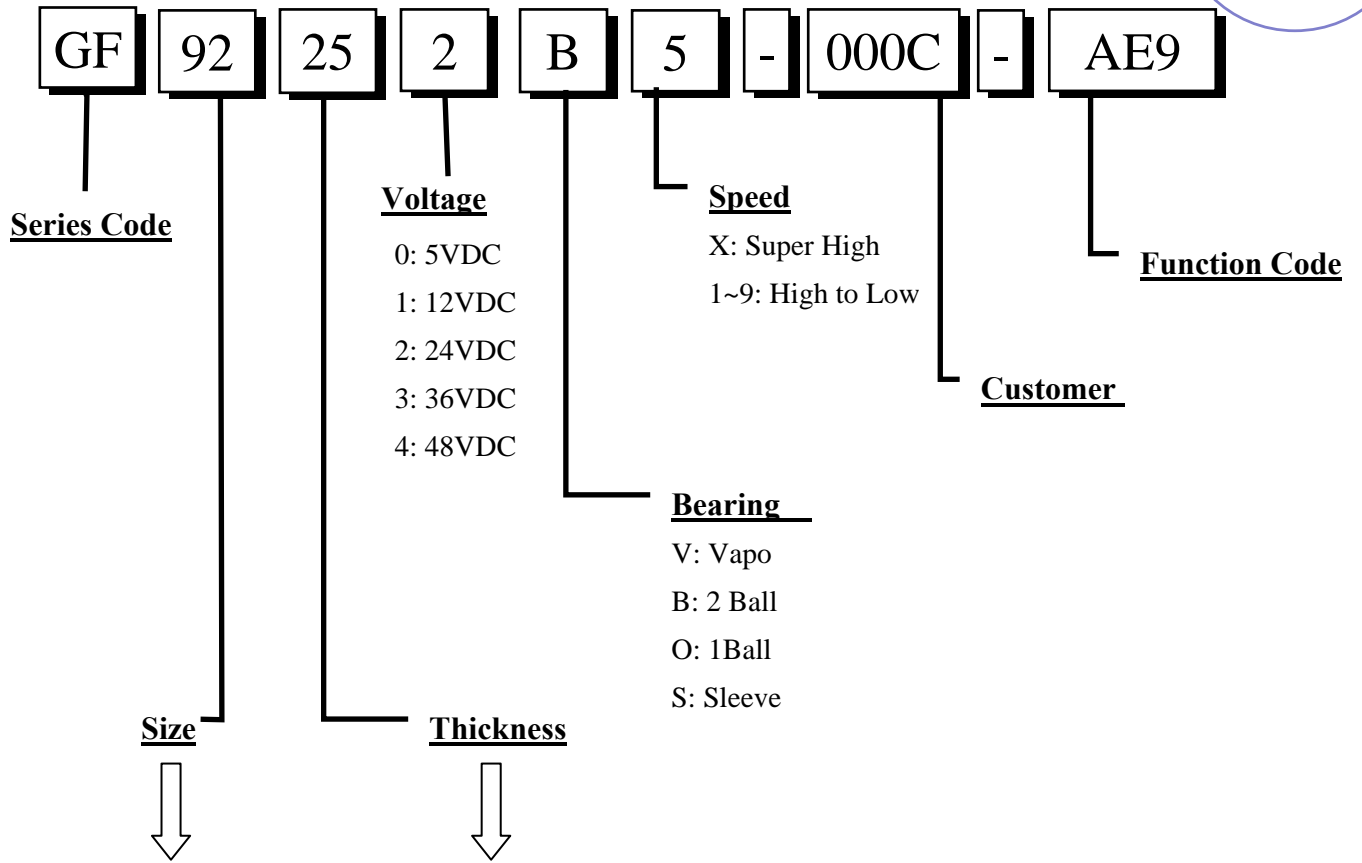 GF 92 25 2 B 5 - 000C - AE9
Series Code
Voltage
0: 5VDC
1: 12VDC
2: 24VDC
3: 36VDC
4: 48VDC
Speed
X: Super High
1~9: High to Low
Function Code
Customer
Bearing
V: Vapo
B: 2 Ball
O: 1Ball
S: Sleeve
Size
Thickness